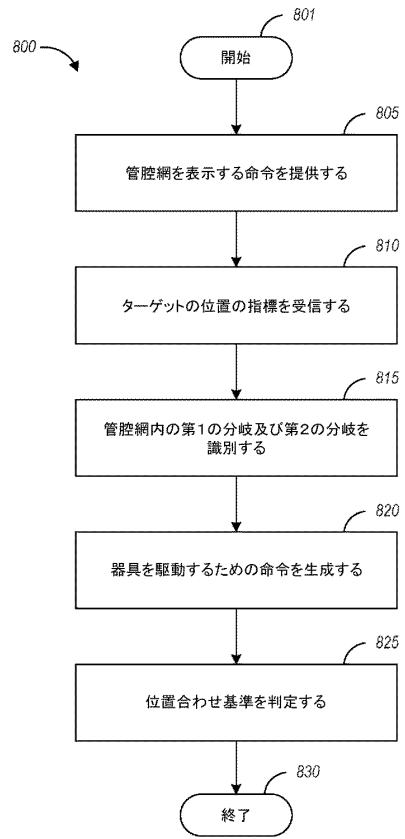 801
800
開始
805
管腔網を表示する命令を提供する
810
ターゲットの位置の指標を受信する
815
管腔網内の第1の分岐及び第2の分岐を
識別する
820
器具を駆動するための命令を生成する
825
位置合わせ基準を判定する
830
終了